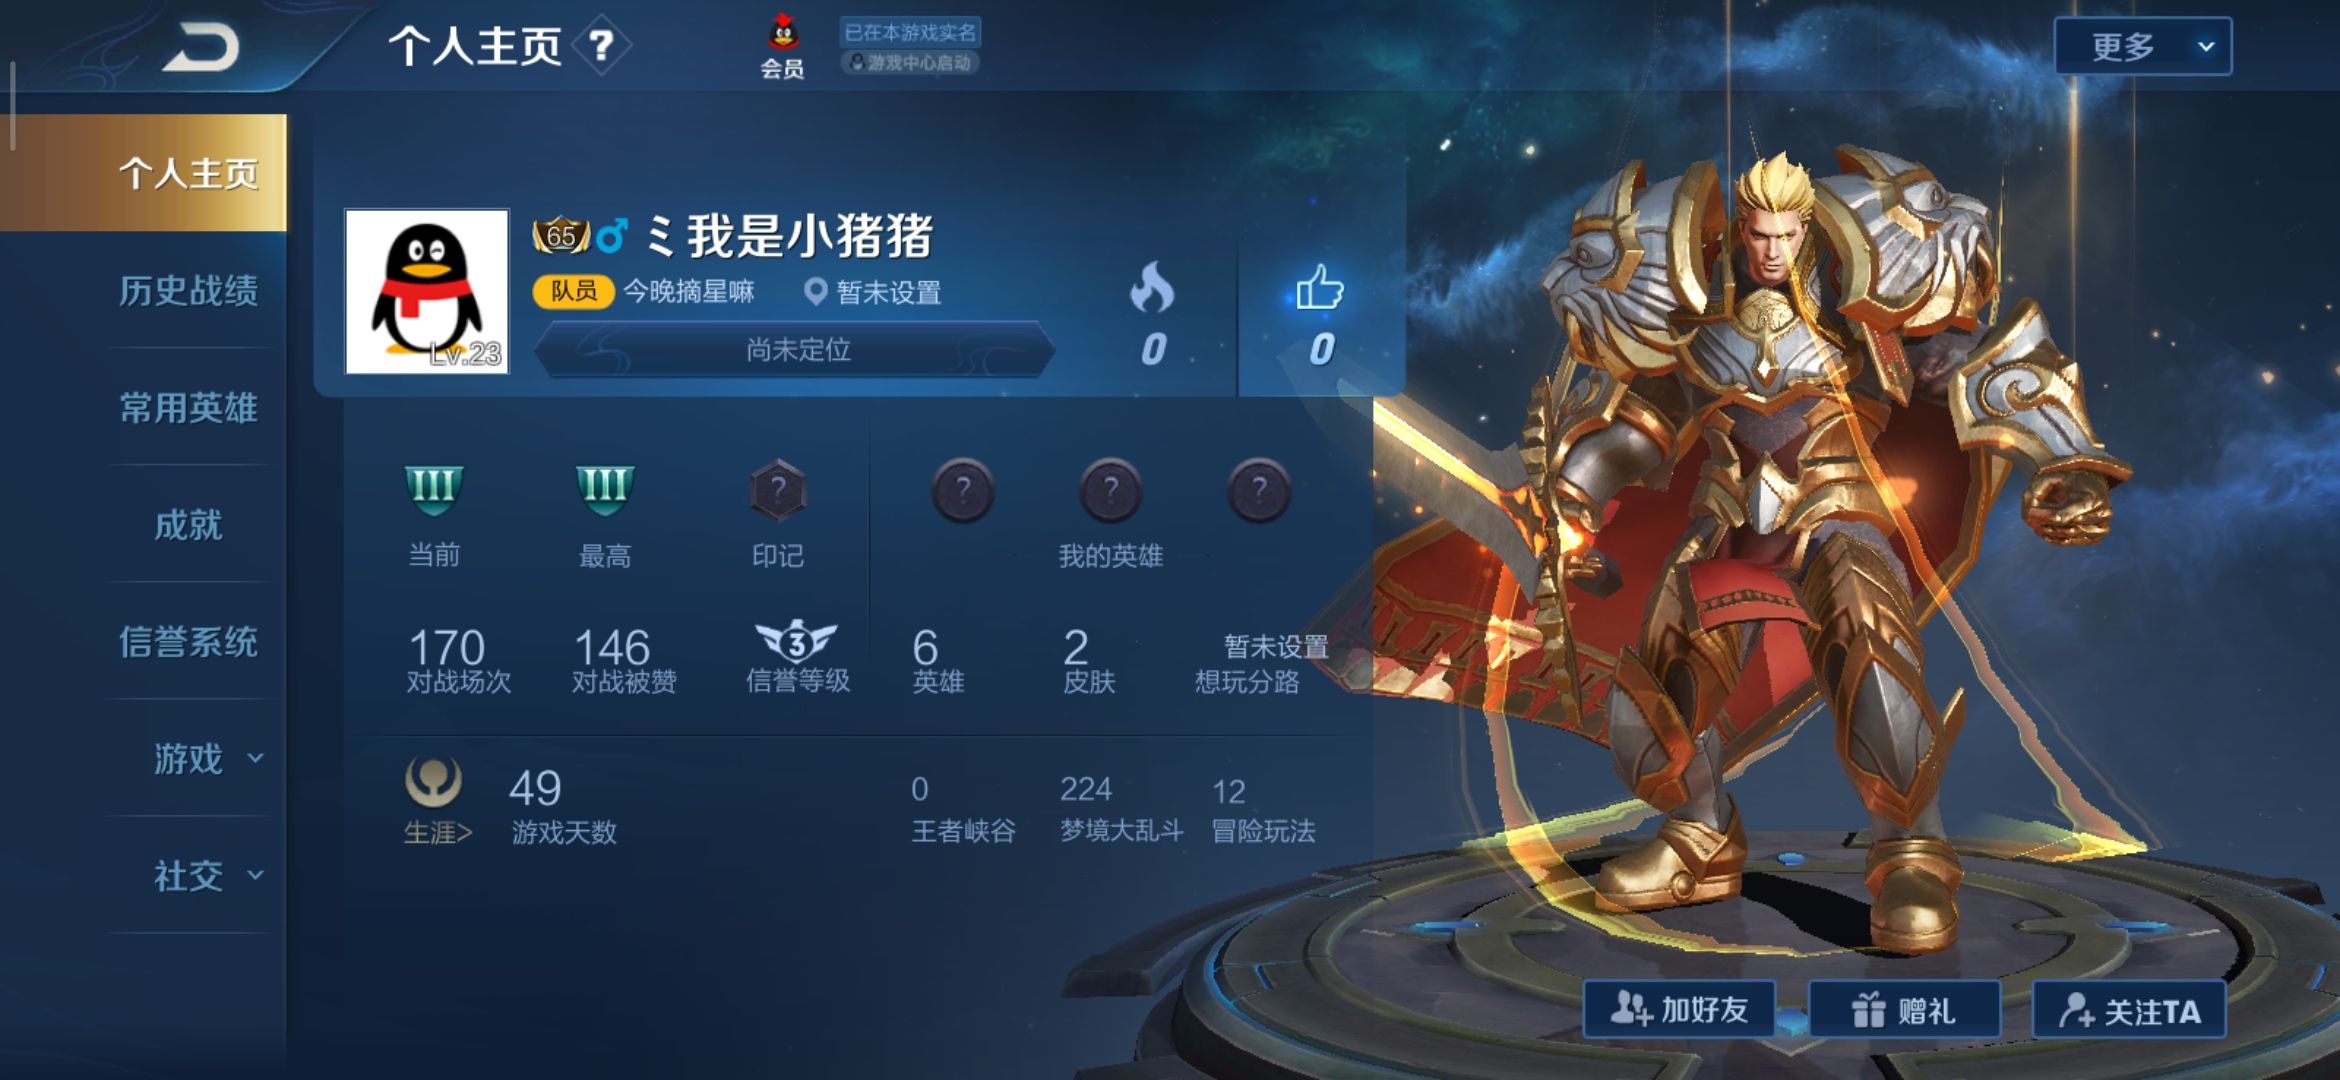 个人主页
?
会员
已在本游戏实名
游戏中心启动
更多
个人主页
历史战绩
常用英雄
成就
信誉系统
游戏
社交
Lv.23
65 ♂ ミ我是小猪猪
队员 今晚摘星嘛 暂未设置
尚未定位
0
0
III III ? ? ? ?
当前 最高 印记 我的英雄
170 146 3 6 2 暂未设置
对战场次 对战被赞 信誉等级 英雄 皮肤 想玩分路
49 0 224 12
生涯> 游戏天数 王者峡谷 梦境大乱斗 冒险玩法
加好友 赠礼 关注TA